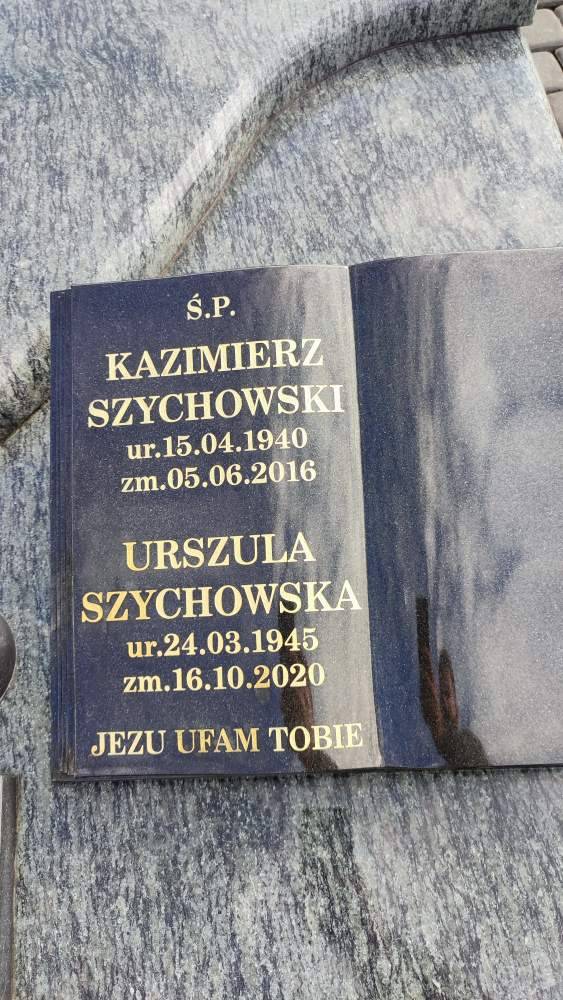 Ś.P.
KAZIMIERZ
SZYCHOWSKI
ur.15.04.1940
zm.05.06.2016
URSZULA
SZYCHOWSKA
ur.24.03.1945
zm.16.10.2020
JEZU UFAM TOBIE